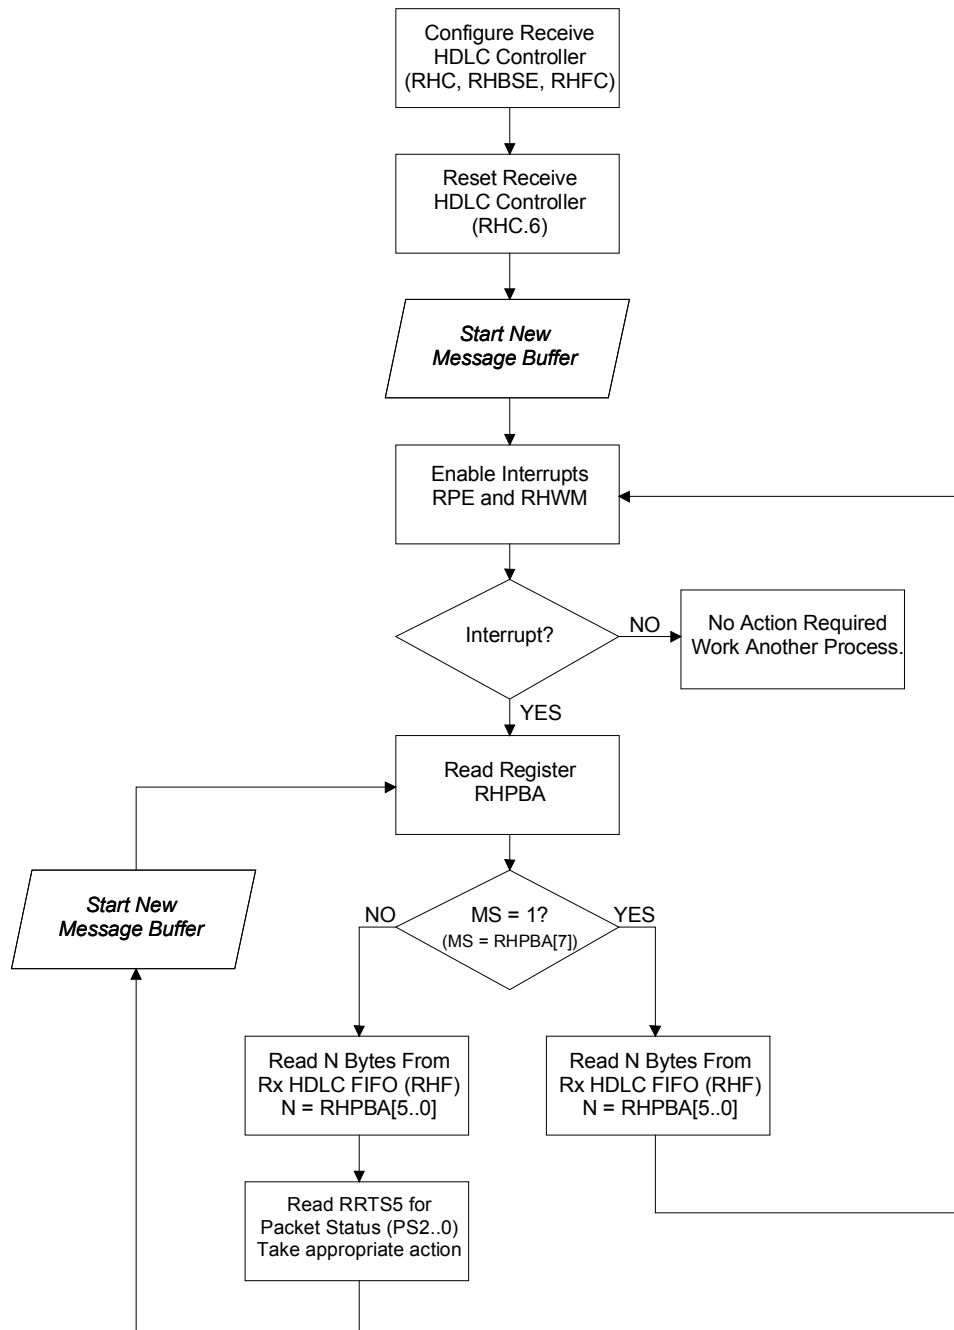 Configure Receive
HDLC Controller
(RHC, RHBSE, RHFC)
Reset Receive
HDLC Controller
(RHC.6)
Start New
Message Buffer
Enable Interrupts
RPE and RHWM
Interrupt?
NO
No Action Required
Work Another Process.
YES
Read Register
RHPBA
Start New
Message Buffer
NO
MS = 1?
(MS = RHPBA[7])
YES
Read N Bytes From
Rx HDLC FIFO (RHF)
N = RHPBA[5..0]
Read N Bytes From
Rx HDLC FIFO (RHF)
N = RHPBA[5..0]
Read RRTS5 for
Packet Status (PS2..0)
Take appropriate action